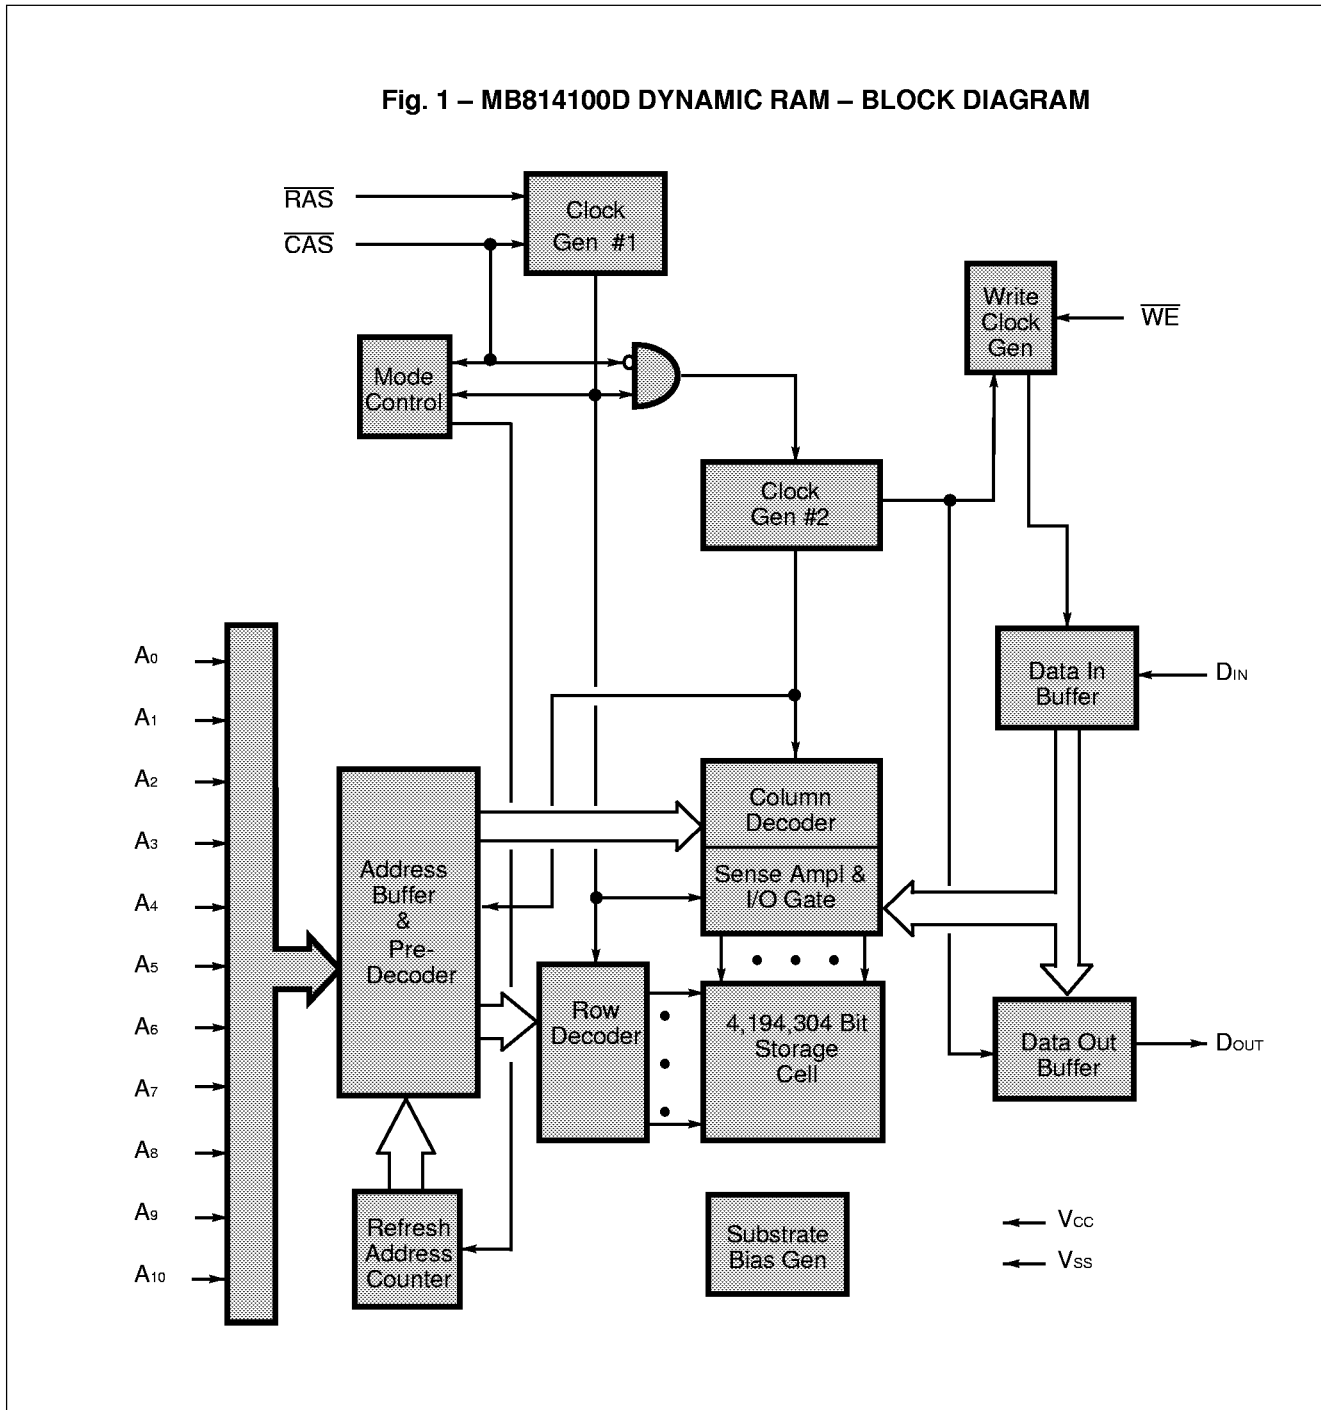 Fig. 1 – MB814100D DYNAMIC RAM – BLOCK DIAGRAM
R̅A̅S̅
C̅A̅S̅
Clock
Gen #1
Write
Clock
Gen
W̅E̅
Mode
Control
Clock
Gen #2
A0
A1
A2
A3
A4
A5
A6
A7
A8
A9
A10
Data In
Buffer
DIN
Address
Buffer
&
Pre-
Decoder
Column
Decoder
Sense Ampl &
I/O Gate
Row
Decoder
4,194,304 Bit
Storage
Cell
Data Out
Buffer
DOUT
Refresh
Address
Counter
Substrate
Bias Gen
VCC
VSS